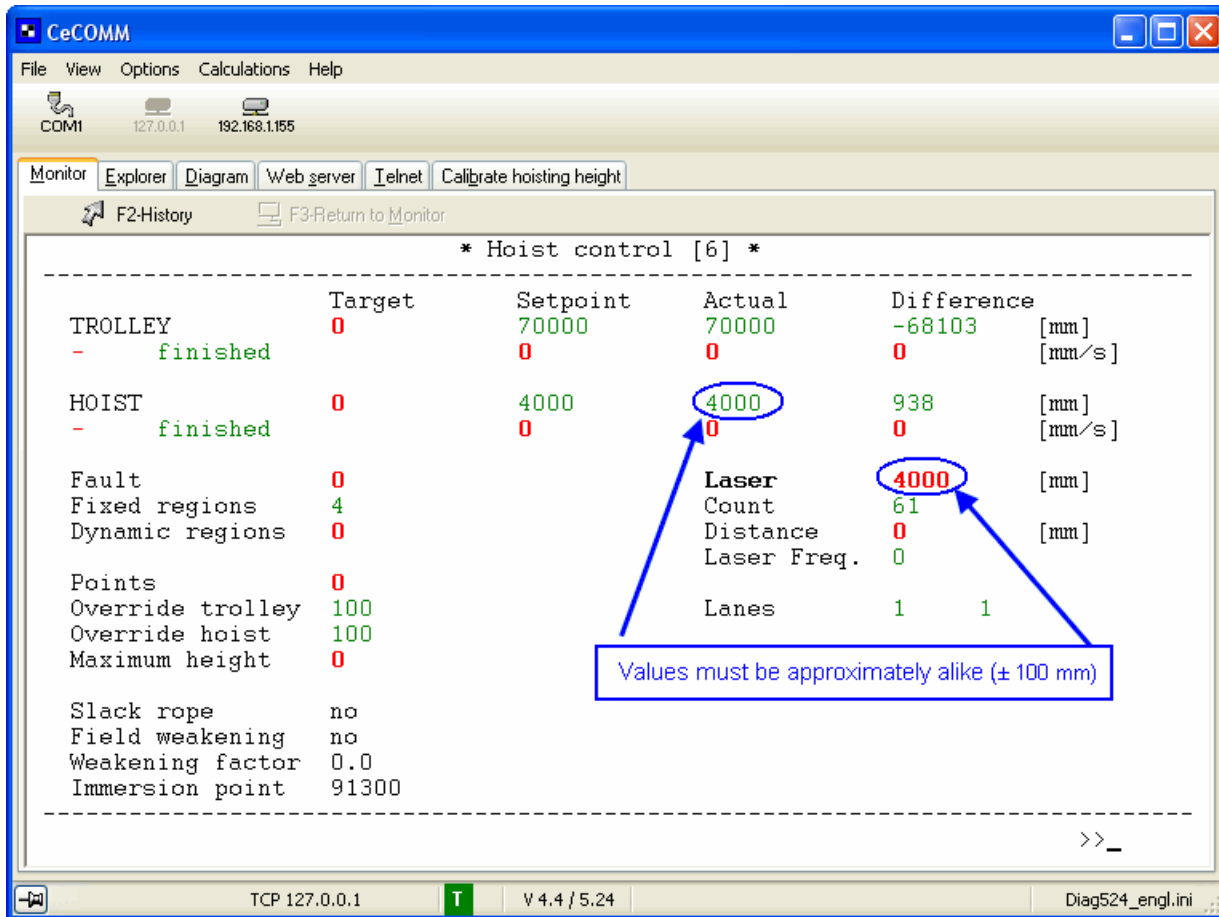 CeCOMM
File View Options Calculations Help
COM1 127.0.0.1 192.168.1.155
Monitor Explorer Diagram Web server Telnet Calibrate hoisting height
F2-History F3-Return to Monitor
* Hoist control [6] *
Target Setpoint Actual Difference
TROLLEY 0 70000 70000 -68103 [mm]
- finished 0 0 0 [mm/s]
HOIST 0 4000 4000 938 [mm]
- finished 0 0 0 [mm/s]
Fault 0 Laser 4000 [mm]
Fixed regions 4 Count 61
Dynamic regions 0 Distance 0 [mm]
Laser Freq. 0
Points 0
Override trolley 100 Lanes 1 1
Override hoist 100
Maximum height 0
Values must be approximately alike (± 100 mm)
Slack rope no
Field weakening no
Weakening factor 0.0
Immersion point 91300
>>_
TCP 127.0.0.1 T V 4.4 / 5.24 Diag524_engl.ini